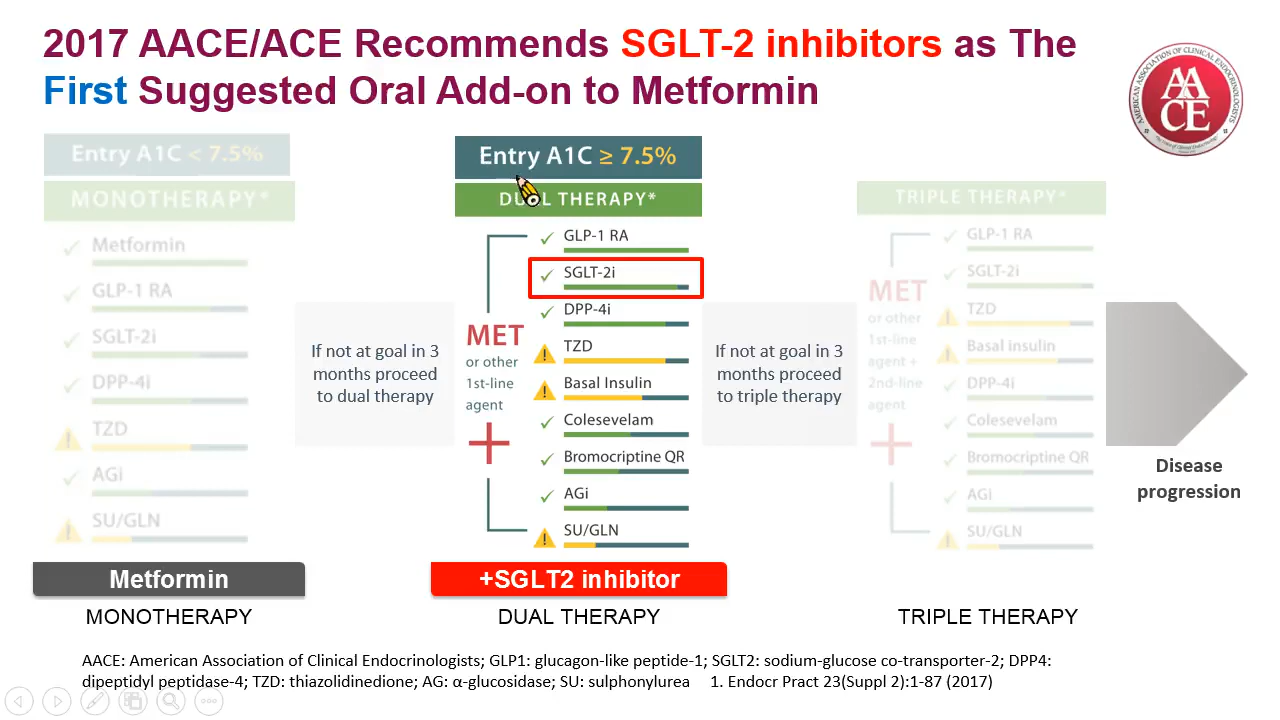 2017 AACE/ACE Recommends SGLT-2 inhibitors as The
First Suggested Oral Add-on to Metformin
AMERICAN ASSOCIATION OF CLINICAL ENDOCRINOLOGISTS
AACE
Entry A1C < 7.5%
MONOTHERAPY*
Metformin
GLP-1 RA
SGLT-2i
DPP-4i
TZD
AGi
SU/GLN
If not at goal in 3
months proceed
to dual therapy
Entry A1C ≥ 7.5%
DUAL THERAPY*
GLP-1 RA
SGLT-2i
DPP-4i
TZD
Basal Insulin
Colesevelam
Bromocriptine QR
AGi
SU/GLN
MET
or other
1st-line
agent
+
If not at goal in 3
months proceed
to triple therapy
TRIPLE THERAPY*
GLP-1 RA
SGLT-2i
TZD
Basal insulin
DPP-4i
Colesevelam
Bromocriptine QR
AGi
SU/GLN
MET
or other
1st-line
agent +
2nd-line
agent
+
Disease
progression
Metformin
MONOTHERAPY
+SGLT2 inhibitor
DUAL THERAPY
TRIPLE THERAPY
AACE: American Association of Clinical Endocrinologists; GLP1: glucagon-like peptide-1; SGLT2: sodium-glucose co-transporter-2; DPP4:
dipeptidyl peptidase-4; TZD: thiazolidinedione; AG: α-glucosidase; SU: sulphonylurea 1. Endocr Pract 23(Suppl 2):1-87 (2017)